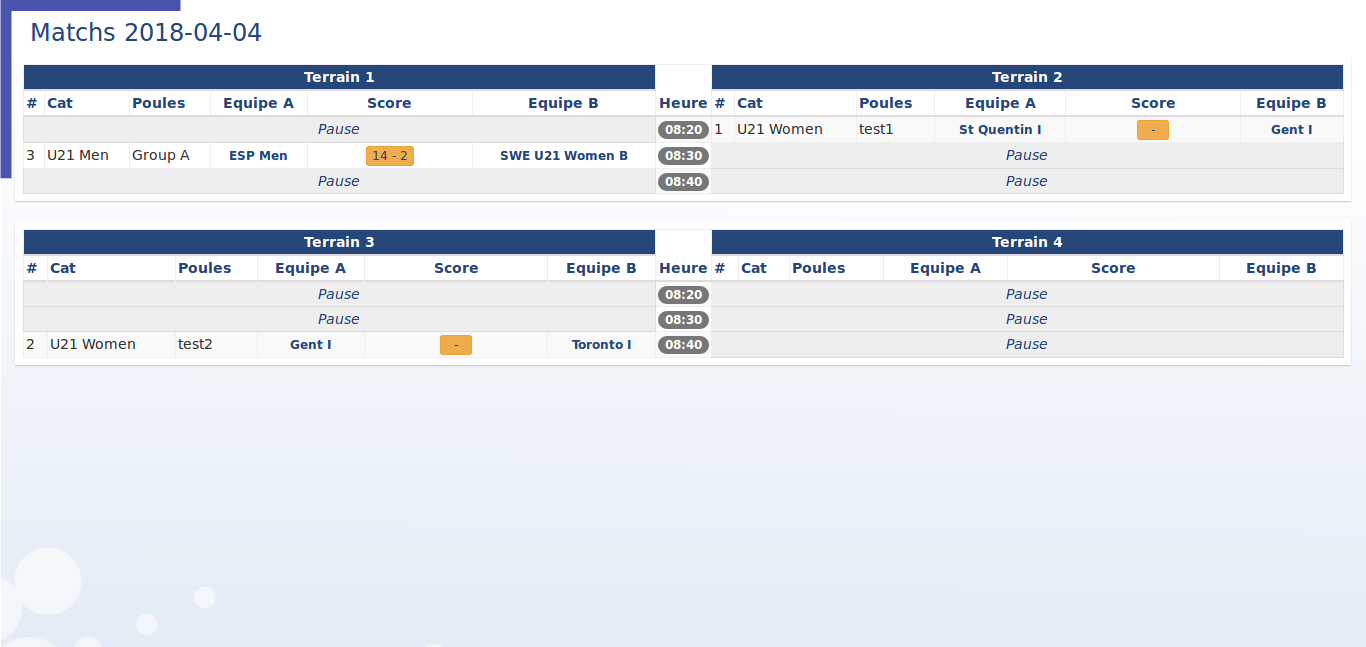 Matchs 2018-04-04
Terrain 1 Terrain 2
# Cat Poules Equipe A Score Equipe B Heure # Cat Poules Equipe A Score Equipe B
Pause 08:20 1 U21 Women test1 St Quentin I - Gent I
3 U21 Men Group A ESP Men 14 - 2 SWE U21 Women B 08:30 Pause
Pause 08:40 Pause
Terrain 3 Terrain 4
# Cat Poules Equipe A Score Equipe B Heure # Cat Poules Equipe A Score Equipe B
Pause 08:20 Pause
Pause 08:30 Pause
2 U21 Women test2 Gent I - Toronto I 08:40 Pause